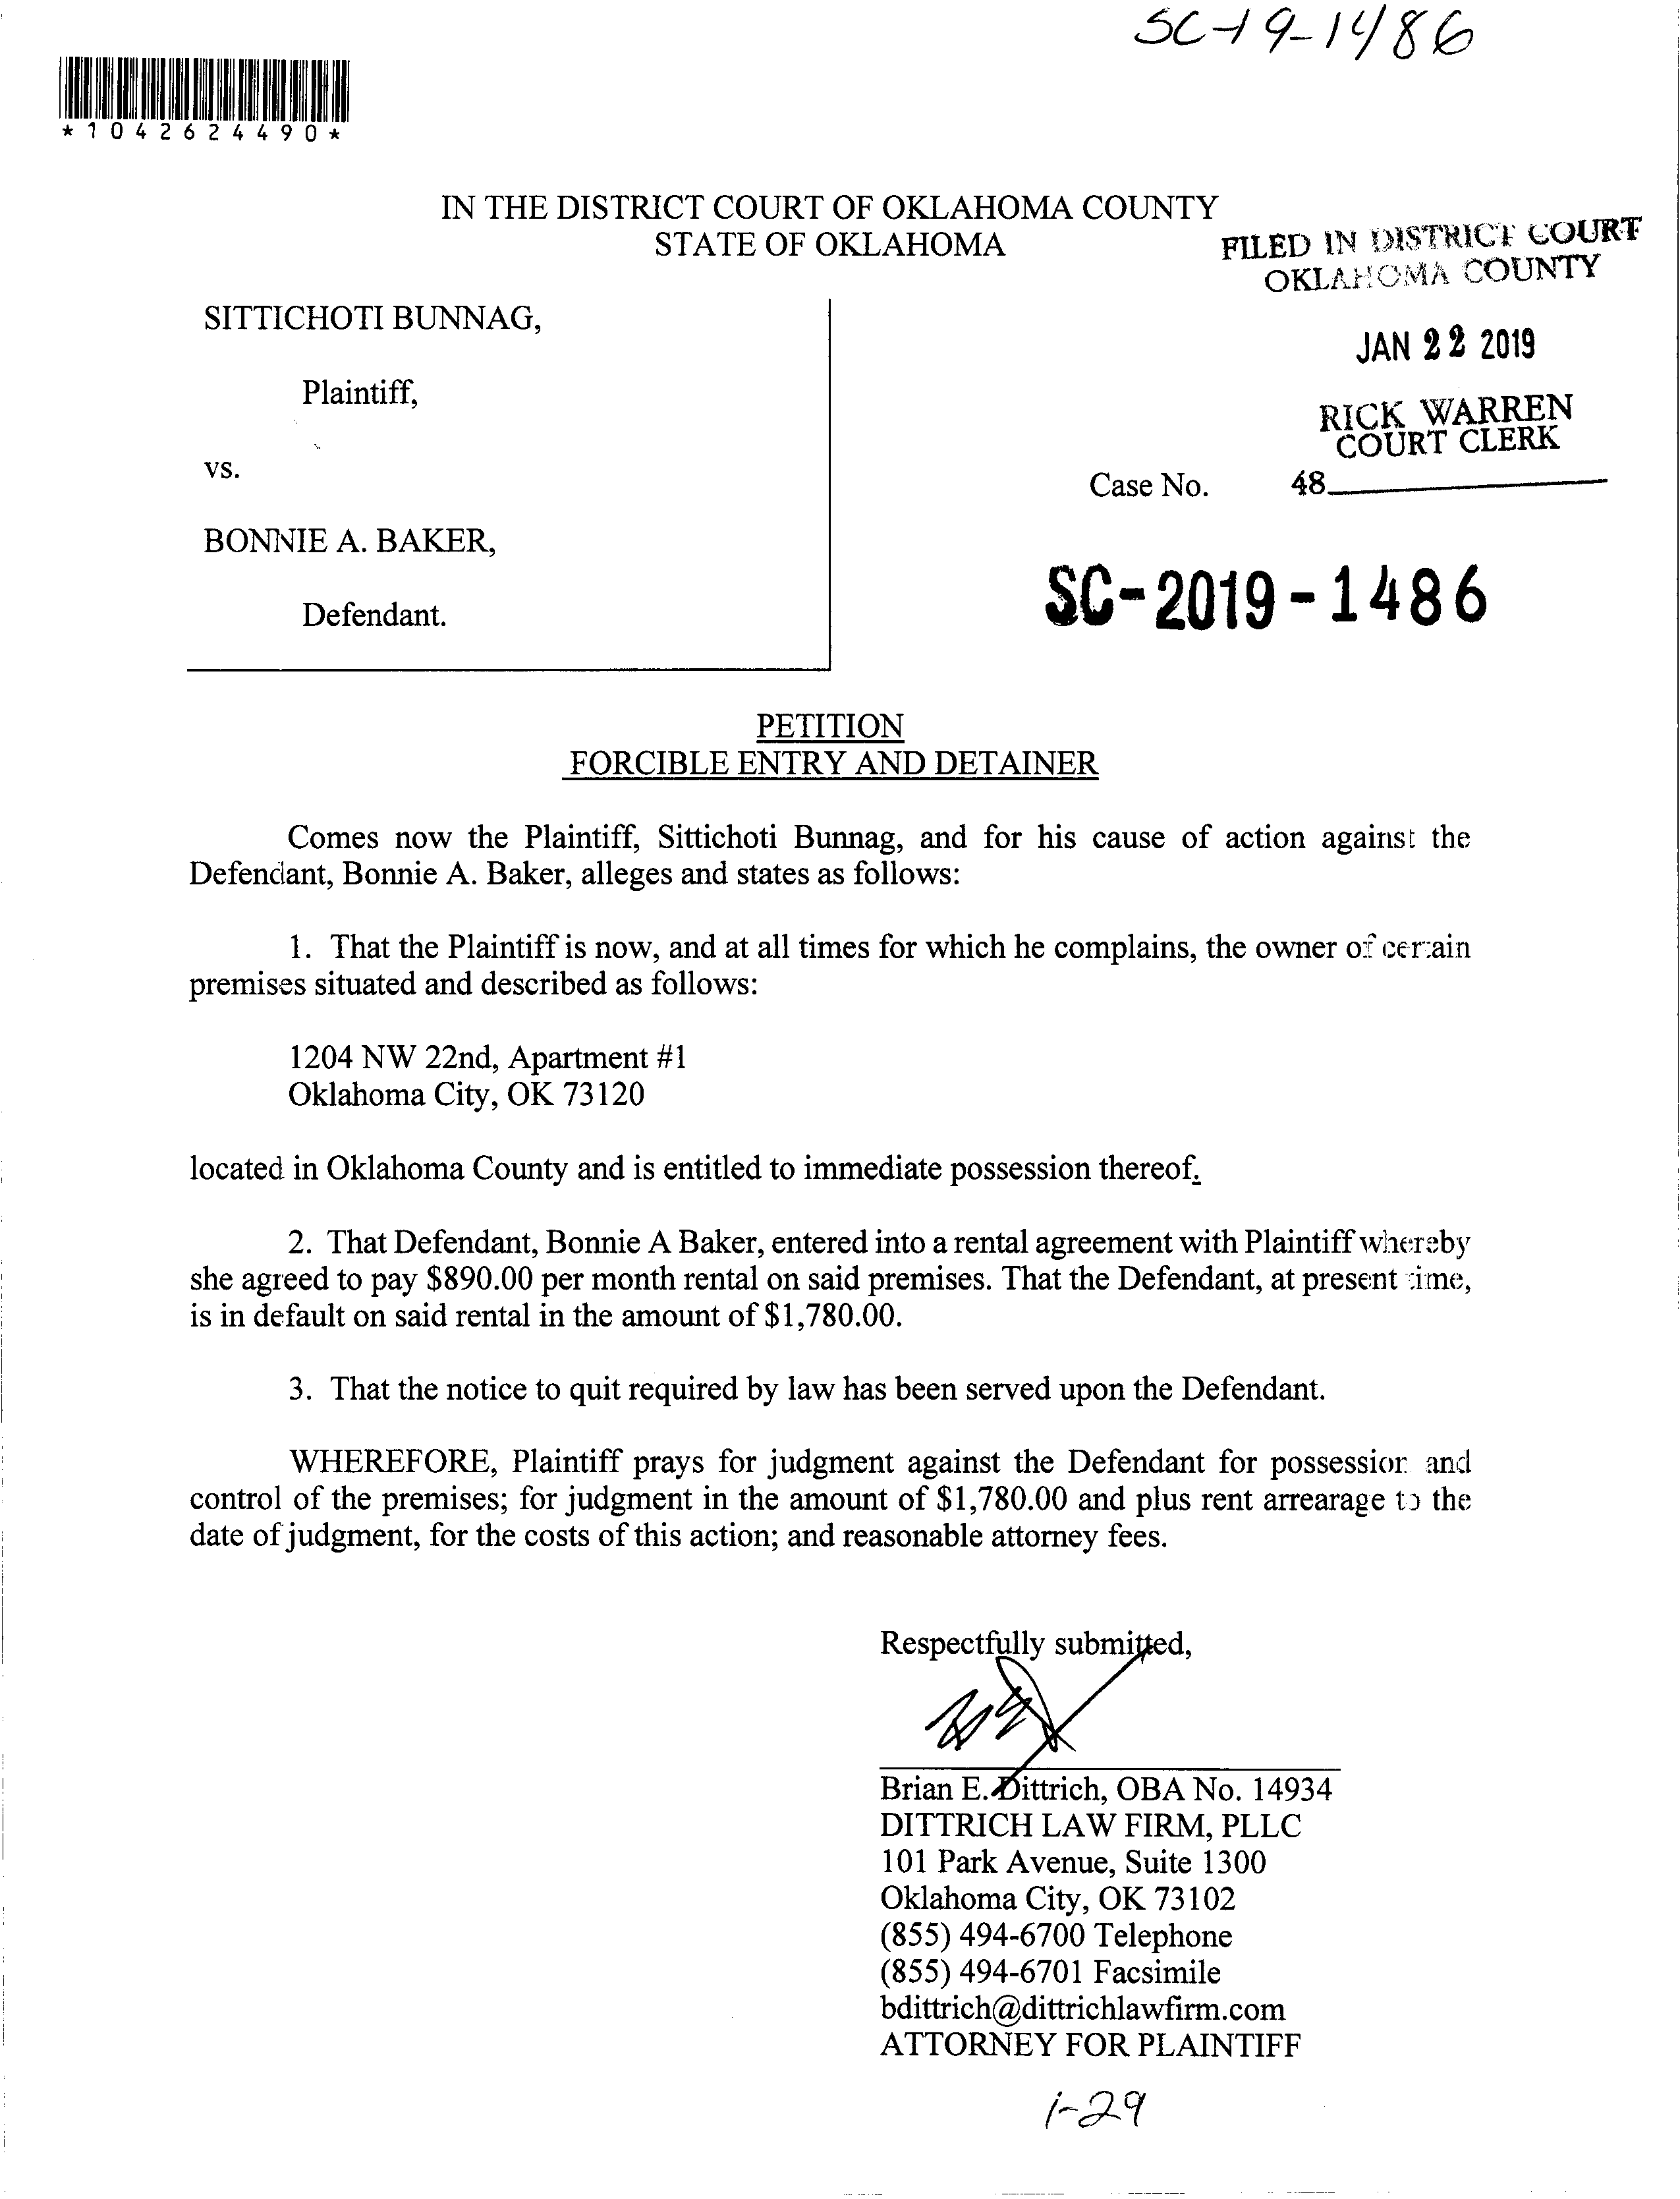 SC-19-1486
*1042624490*
IN THE DISTRICT COURT OF OKLAHOMA COUNTY
STATE OF OKLAHOMA
FILED IN DISTRICT COURT
OKLAHOMA COUNTY
SITTICHOTI BUNNAG,
JAN 22 2019
Plaintiff,
RICK WARREN
COURT CLERK
vs.
Case No. 48
BONNIE A. BAKER,
SC-2019-1486
Defendant.
PETITION
FORCIBLE ENTRY AND DETAINER
Comes now the Plaintiff, Sittichoti Bunnag, and for his cause of action against the
Defendant, Bonnie A. Baker, alleges and states as follows:
1. That the Plaintiff is now, and at all times for which he complains, the owner of certain
premises situated and described as follows:
1204 NW 22nd, Apartment #1
Oklahoma City, OK 73120
located in Oklahoma County and is entitled to immediate possession thereof.
2. That Defendant, Bonnie A Baker, entered into a rental agreement with Plaintiff whereby
she agreed to pay $890.00 per month rental on said premises. That the Defendant, at present time,
is in default on said rental in the amount of $1,780.00.
3. That the notice to quit required by law has been served upon the Defendant.
WHEREFORE, Plaintiff prays for judgment against the Defendant for possession and
control of the premises; for judgment in the amount of $1,780.00 and plus rent arrearage to the
date of judgment, for the costs of this action; and reasonable attorney fees.
Respectfully submitted,
Brian E. Dittrich, OBA No. 14934
DITTRICH LAW FIRM, PLLC
101 Park Avenue, Suite 1300
Oklahoma City, OK 73102
(855) 494-6700 Telephone
(855) 494-6701 Facsimile
bdittrich@dittrichlawfirm.com
ATTORNEY FOR PLAINTIFF
1-29